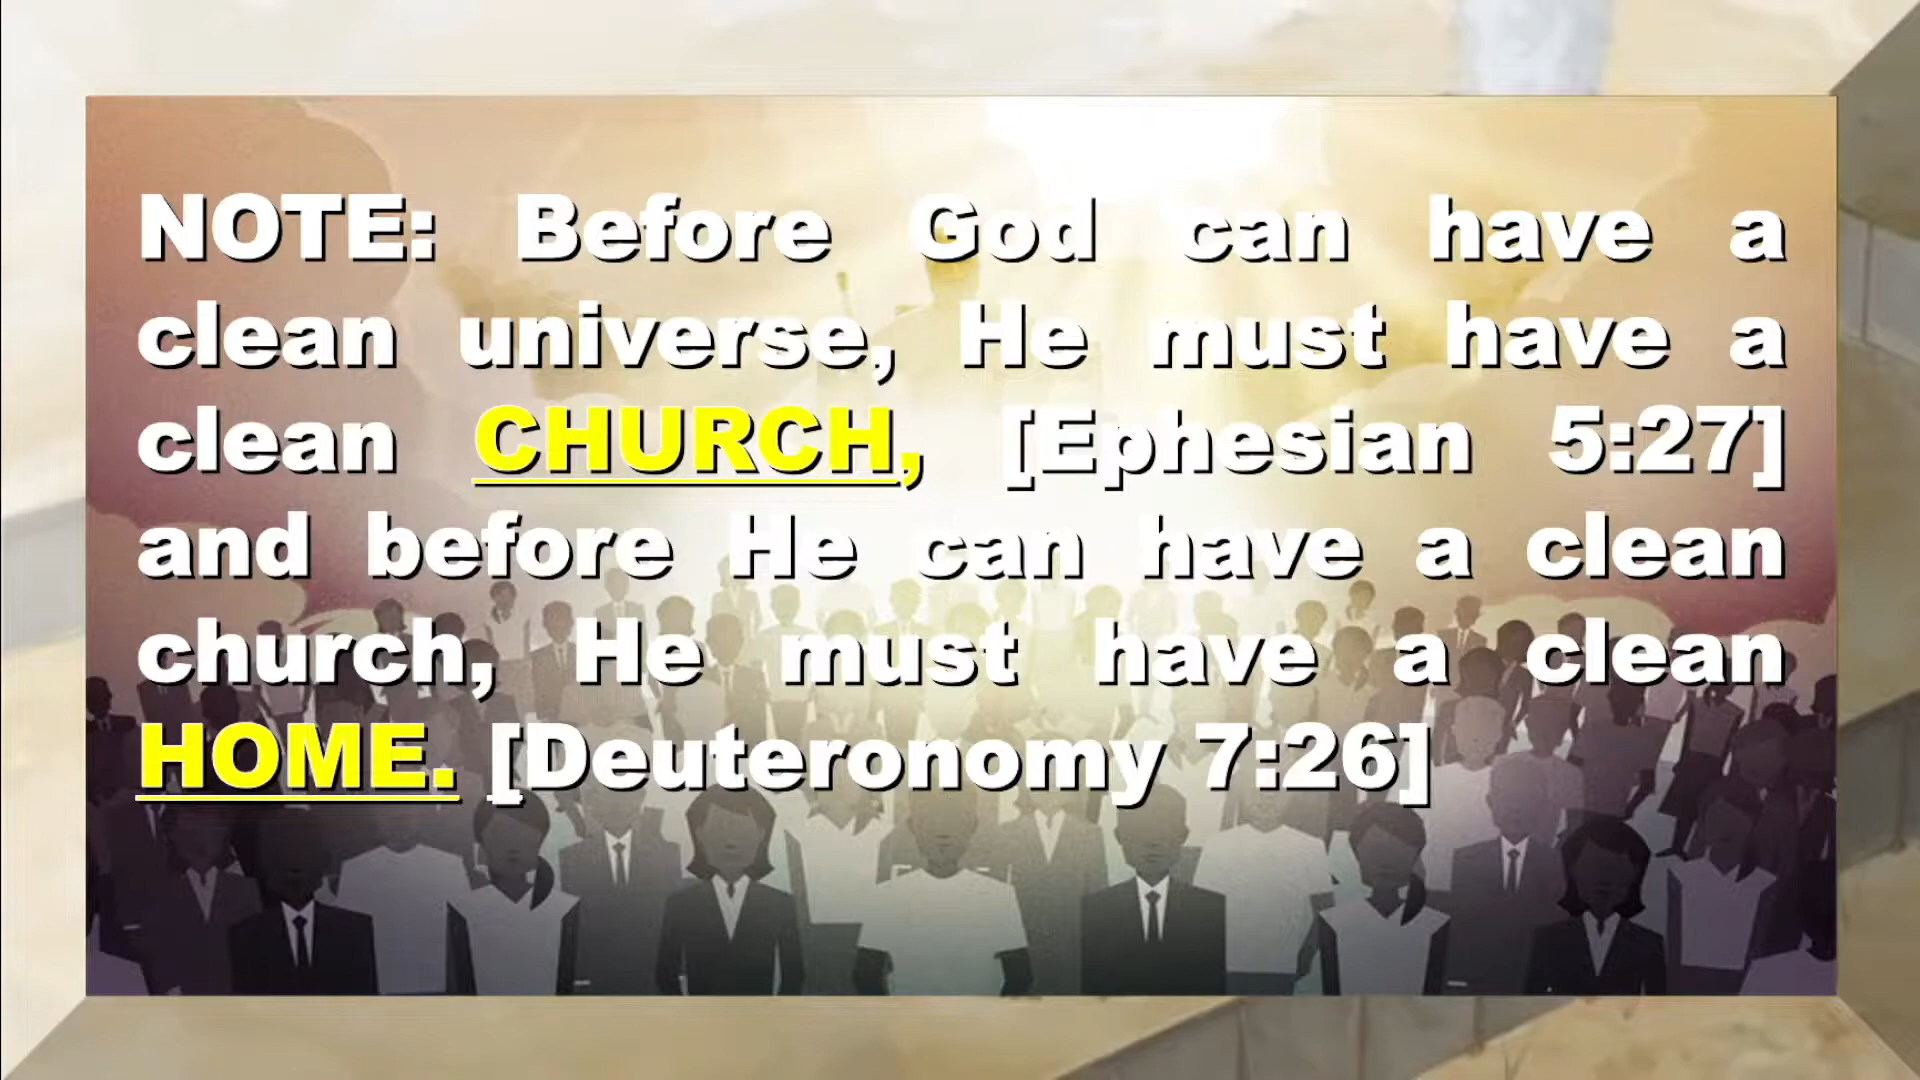 NOTE: Before God can have a
clean universe, He must have a
clean CHURCH, [Ephesian 5:27]
and before He can have a clean
church, He must have a clean
HOME. [Deuteronomy 7:26]